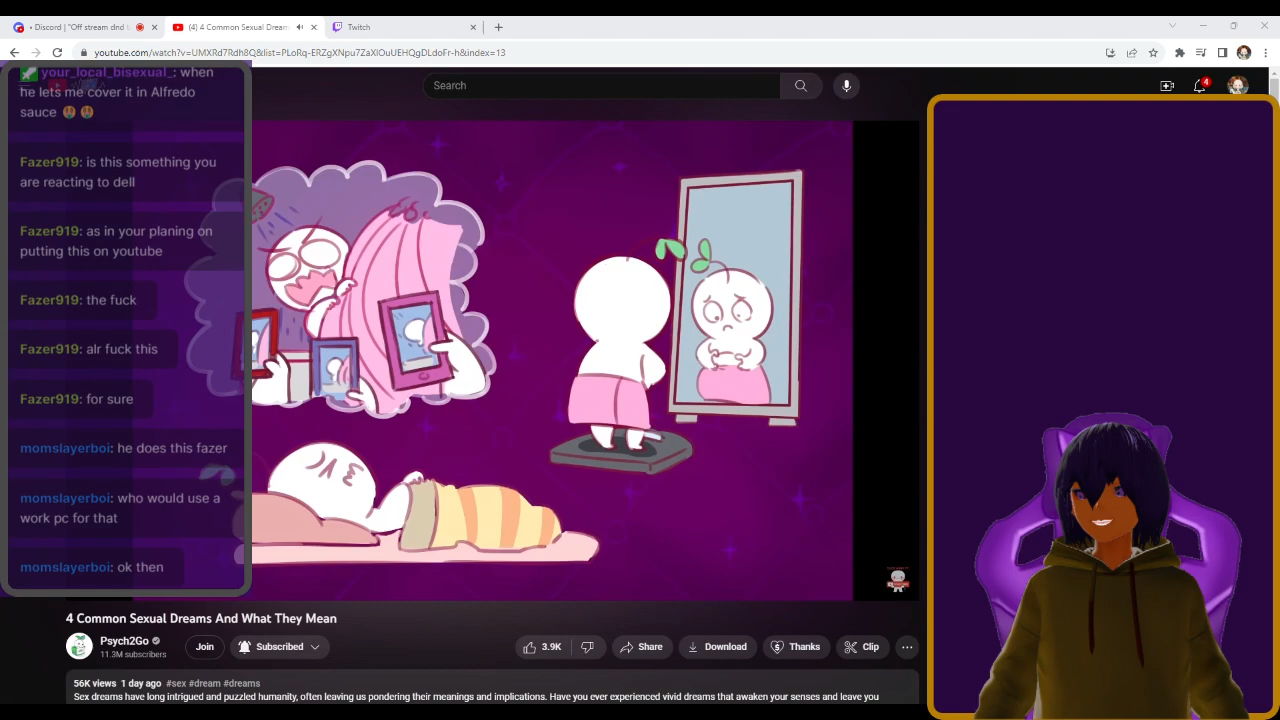 • Discord | "Off stream dnd
(4) 4 Common Sexual Dream
Twitch
youtube.com/watch?v=UMXRd7Rdh8Q&list=PLoRq-ERZgXNpu7ZaXlOuUEHQgDLdoFr-h&index=13
Search
4
your_local_bisexual_: when
he lets me cover it in Alfredo
sauce
Fazer919: is this something you
are reacting to dell
Fazer919: as in your planing on
putting this on youtube
Fazer919: the fuck
Fazer919: alr fuck this
Fazer919: for sure
momslayerboi: he does this fazer
momslayerboi: who would use a
work pc for that
momslayerboi: ok then
4 Common Sexual Dreams And What They Mean
Psych2Go
11.3M subscribers
Join
Subscribed
3.9K
Share
Download
Thanks
Clip
56K views 1 day ago #sex #dream #dreams
Sex dreams have long intrigued and puzzled humanity, often leaving us pondering their meanings and implications. Have you ever experienced vivid dreams that awaken your senses and leave you